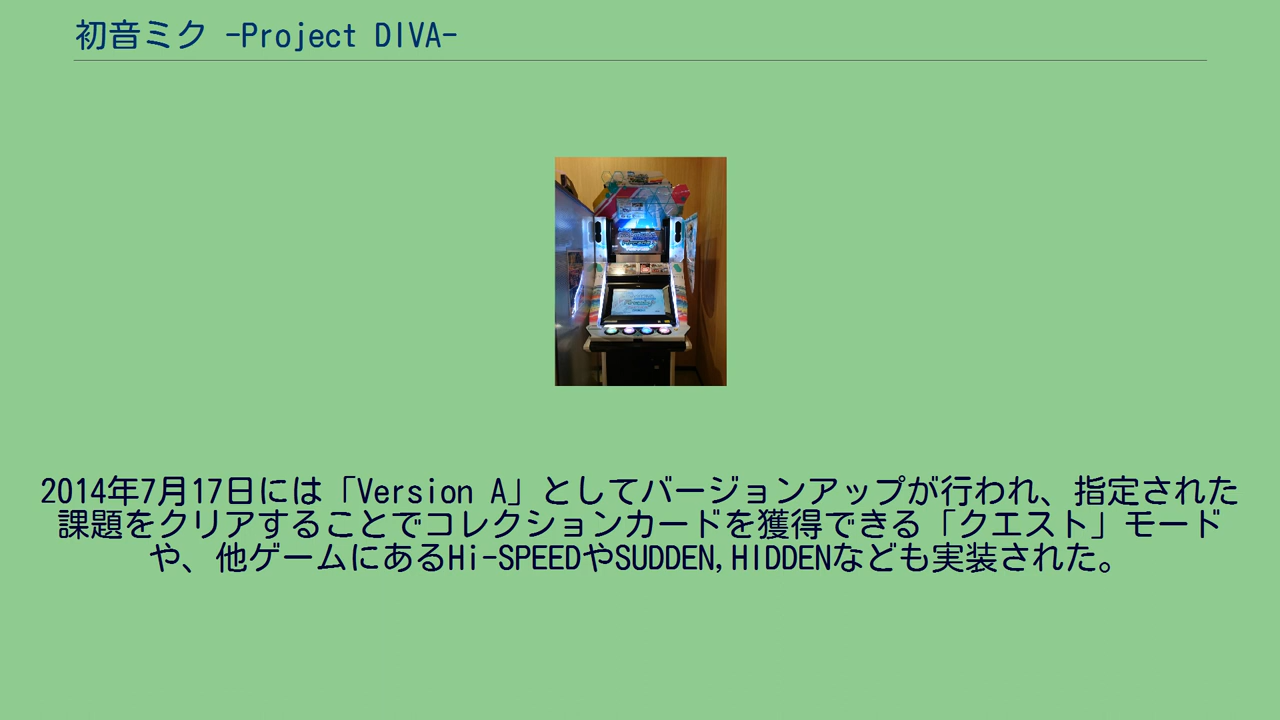 初音ミク -Project DIVA-
2014年7月17日には「Version A」としてバージョンアップが行われ、指定された
課題をクリアすることでコレクションカードを獲得できる「クエスト」モード
や、他ゲームにあるHi-SPEEDやSUDDEN,HIDDENなども実装された。